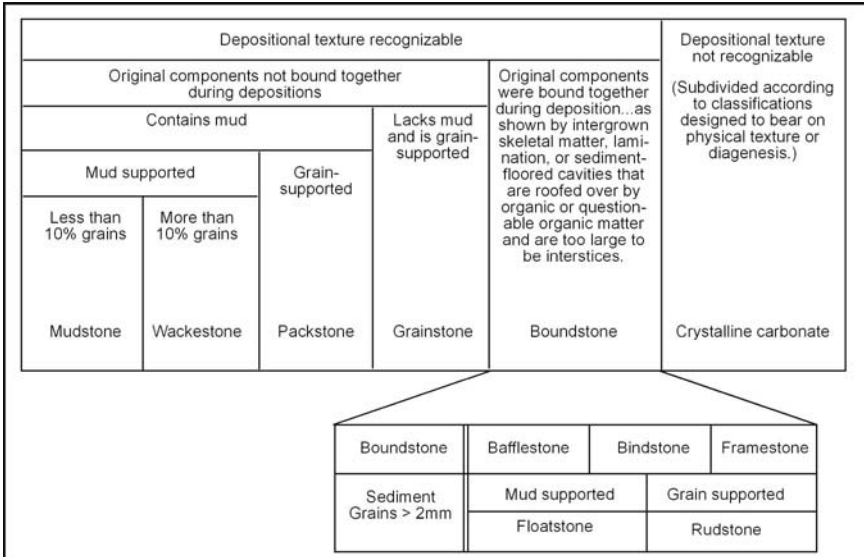 Depositional texture recognizable
Depositional texture
not recognizable
(Subdivided according
to classifications
designed to bear on
physical texture or
diagenesis.)
Original components not bound together
during depositions
Original components
were bound together
during deposition...as
shown by intergrown
skeletal matter, lami-
nation, or sediment-
floored cavities that
are roofed over by
organic or question-
able organic matter
and are too large to
be interstices.
Contains mud
Lacks mud
and is grain-
supported
Mud supported
Grain-
supported
Less than
10% grains
More than
10% grains
Mudstone
Wackestone
Packstone
Grainstone
Boundstone
Crystalline carbonate
Boundstone
Bafflestone
Bindstone
Framestone
Sediment
Grains > 2mm
Mud supported
Grain supported
Floatstone
Rudstone